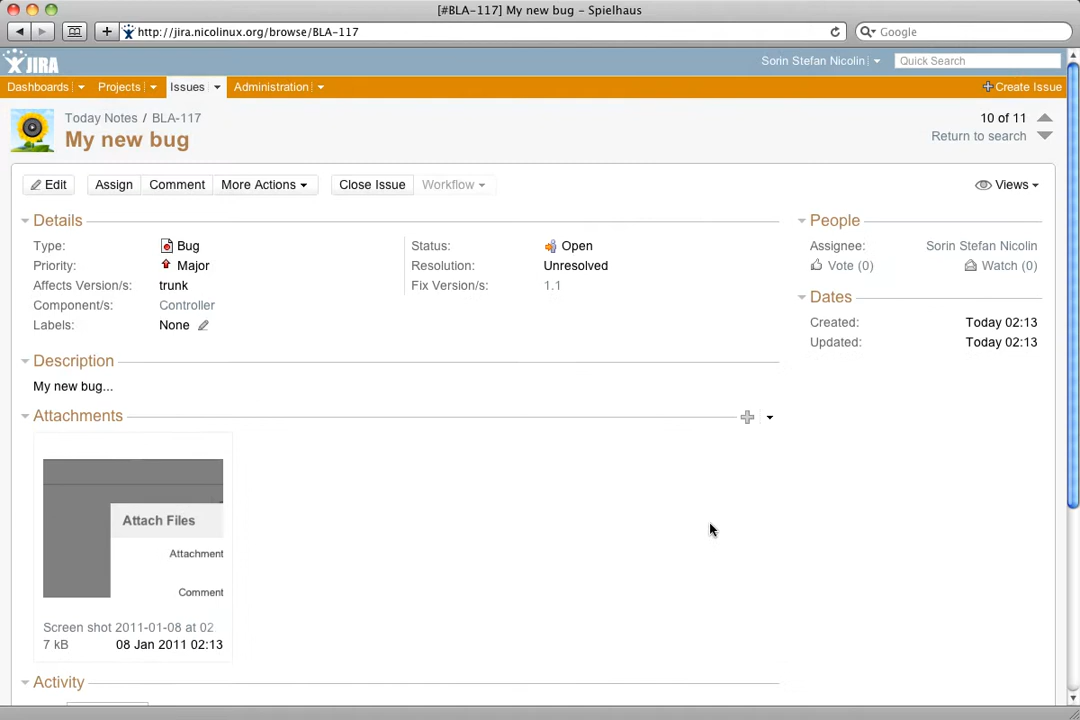 [#BLA-117] My new bug – Spielhaus
http://jira.nicolinux.org/browse/BLA-117
Google
JIRA
Sorin Stefan Nicolin
Quick Search
Dashboards
Projects
Issues
Administration
Create Issue
Today Notes / BLA-117
My new bug
10 of 11
Return to search
Edit
Assign
Comment
More Actions
Close Issue
Workflow
Views
Details
Type: Bug
Priority: Major
Affects Version/s: trunk
Component/s: Controller
Labels: None
Status: Open
Resolution: Unresolved
Fix Version/s: 1.1
People
Assignee: Sorin Stefan Nicolin
Vote (0)
Watch (0)
Dates
Created: Today 02:13
Updated: Today 02:13
Description
My new bug...
Attachments
Attach Files
Attachment
Comment
Screen shot 2011-01-08 at 02
7 kB 08 Jan 2011 02:13
Activity